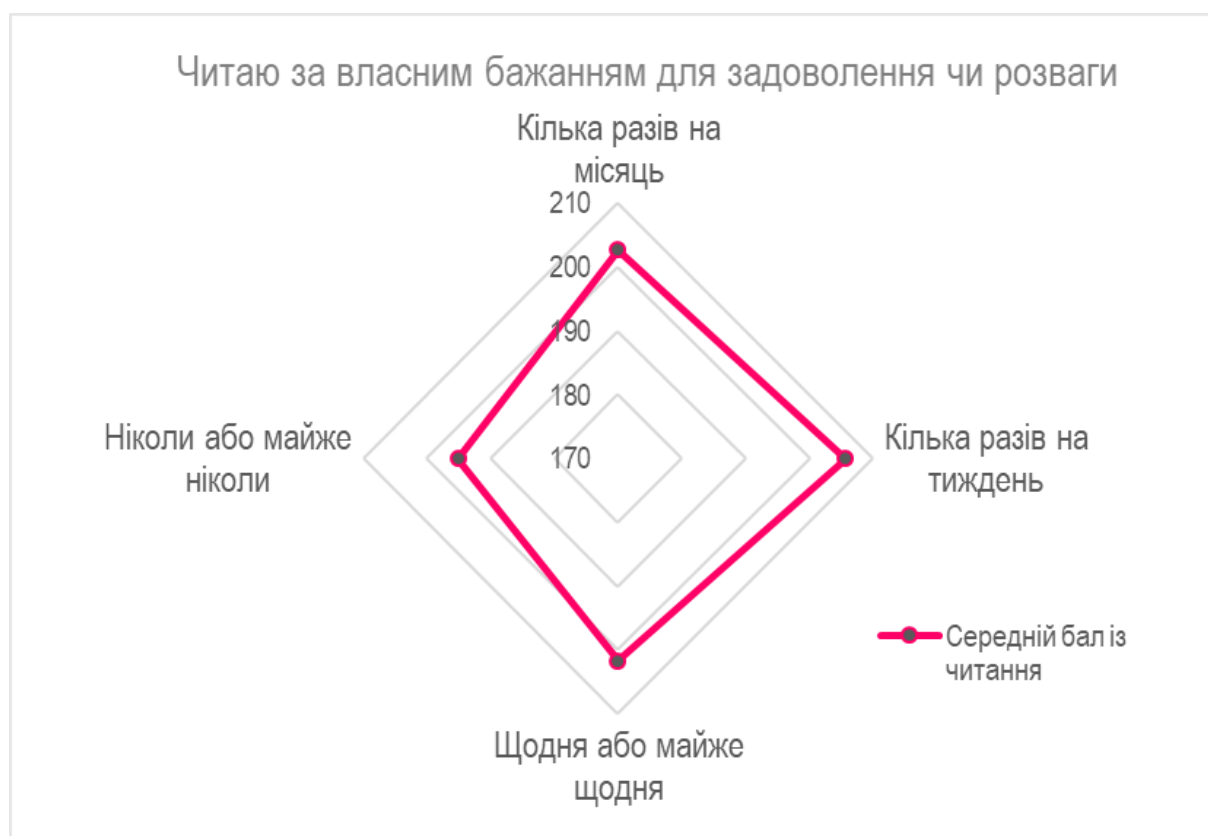 Читаю за власним бажанням для задоволення чи розваги
Кілька разів на
місяць
210
200
190
180
170
Ніколи або майже
ніколи
Кілька разів на
тиждень
Середній бал із
читання
Щодня або майже
щодня